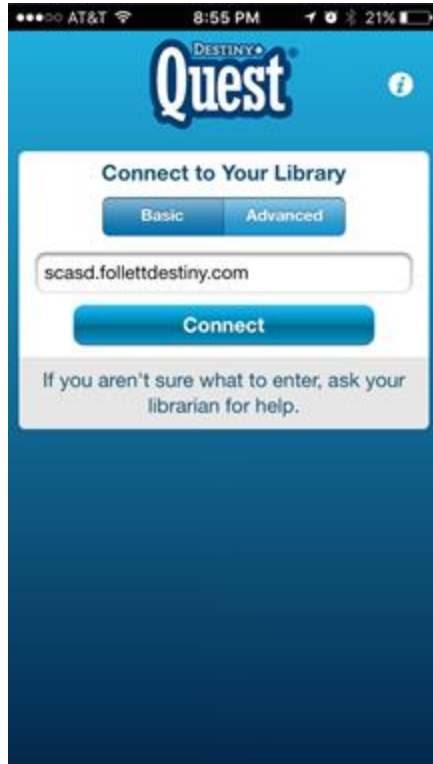 AT&T 8:55 PM 21%
DESTINY
Quest
i
Connect to Your Library
Basic Advanced
scasd.follettdestiny.com
Connect
If you aren't sure what to enter, ask your
librarian for help.